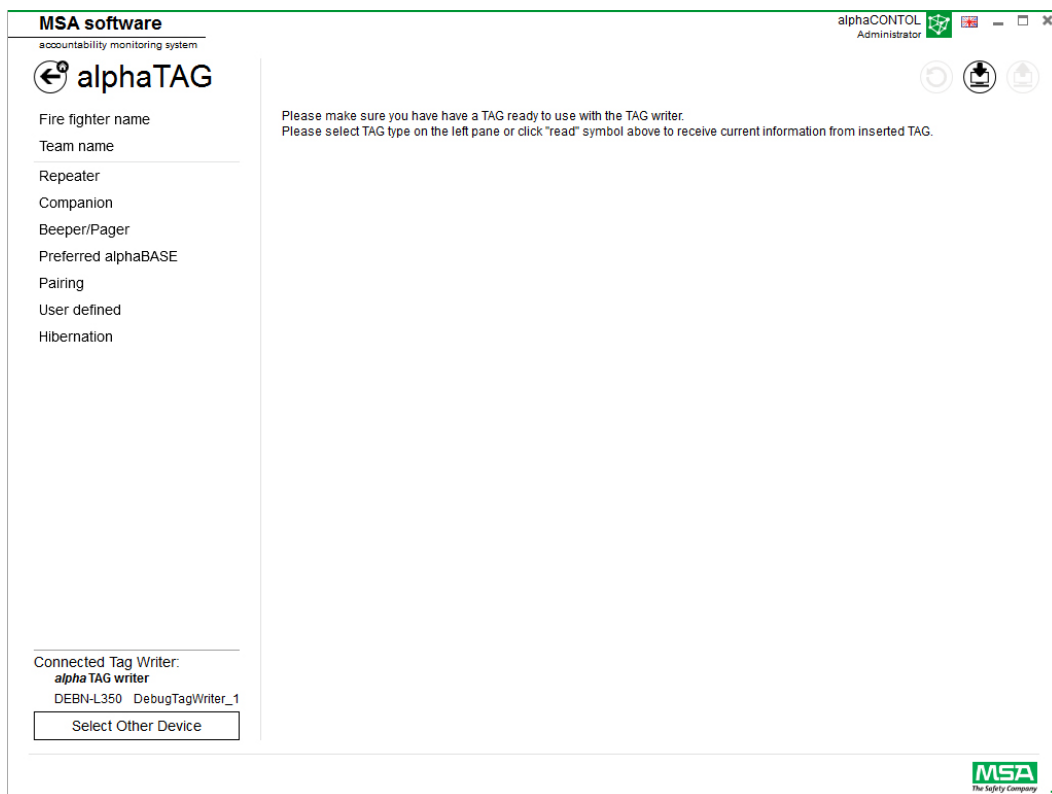 MSA software
accountability monitoring system
alphaCONTOL
Administrator
alphaTAG
Fire fighter name
Team name
Repeater
Companion
Beeper/Pager
Preferred alphaBASE
Pairing
User defined
Hibernation
Please make sure you have have a TAG ready to use with the TAG writer.
Please select TAG type on the left pane or click "read" symbol above to receive current information from inserted TAG.
Connected Tag Writer:
alpha TAG writer
DEBN-L350 DebugTagWriter_1
Select Other Device
MSA
The Safety Company